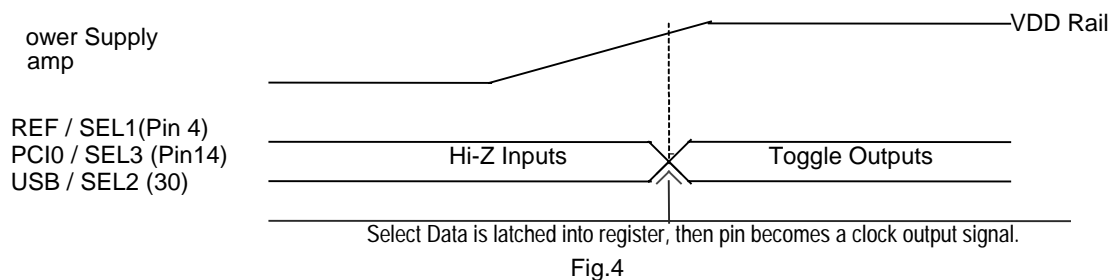 VDD Rail
ower Supply
amp
REF / SEL1(Pin 4)
PCI0 / SEL3 (Pin14)
USB / SEL2 (30)
Hi-Z Inputs
Toggle Outputs
Select Data is latched into register, then pin becomes a clock output signal.
Fig.4